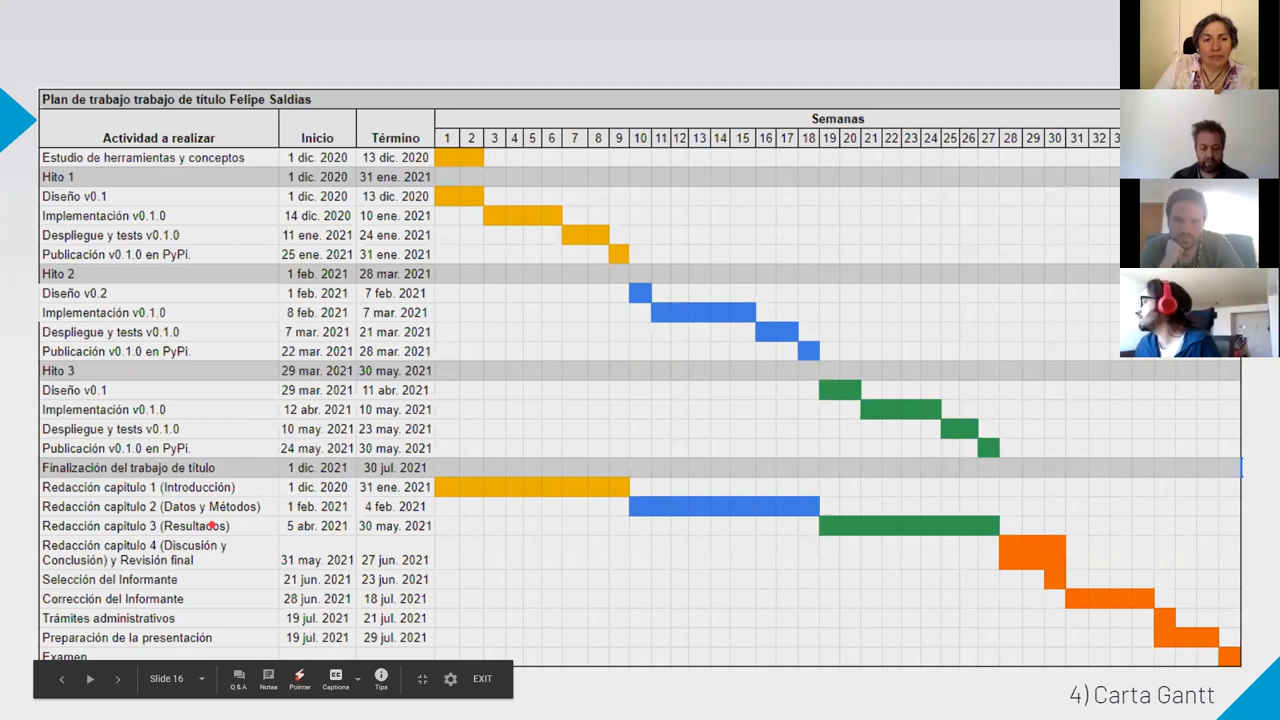 Plan de trabajo trabajo de título Felipe Saldias
Semanas
Actividad a realizar Inicio Término 1 2 3 4 5 6 7 8 9 10 11 12 13 14 15 16 17 18 19 20 21 22 23 24 25 26 27 28 29 30 31 32
Estudio de herramientas y conceptos 1 dic. 2020 13 dic. 2020
Hito 1 1 dic. 2020 31 ene. 2021
Diseño v0.1 1 dic. 2020 13 dic. 2020
Implementación v0.1.0 14 dic. 2020 10 ene. 2021
Despliegue y tests v0.1.0 11 ene. 2021 24 ene. 2021
Publicación v0.1.0 en PyPi. 25 ene. 2021 31 ene. 2021
Hito 2 1 feb. 2021 28 mar. 2021
Diseño v0.2 1 feb. 2021 7 feb. 2021
Implementación v0.1.0 8 feb. 2021 7 mar. 2021
Despliegue y tests v0.1.0 7 mar. 2021 21 mar. 2021
Publicación v0.1.0 en PyPi. 22 mar. 2021 28 mar. 2021
Hito 3 29 mar. 2021 30 may. 2021
Diseño v0.1 29 mar. 2021 11 abr. 2021
Implementación v0.1.0 12 abr. 2021 10 may. 2021
Despliegue y tests v0.1.0 10 may. 2021 23 may. 2021
Publicación v0.1.0 en PyPi. 24 may. 2021 30 may. 2021
Finalización del trabajo de título 1 dic. 2021 30 jul. 2021
Redacción capitulo 1 (Introducción) 1 dic. 2020 31 ene. 2021
Redacción capitulo 2 (Datos y Métodos) 1 feb. 2021 4 feb. 2021
Redacción capitulo 3 (Resultados) 5 abr. 2021 30 may. 2021
Redacción capitulo 4 (Discusión y
Conclusión) y Revisión final 31 may. 2021 27 jun. 2021
Selección del Informante 21 jun. 2021 23 jun. 2021
Corrección del Informante 28 jun. 2021 18 jul. 2021
Trámites administrativos 19 jul. 2021 21 jul. 2021
Preparación de la presentación 19 jul. 2021 29 jul. 2021
Examen
Slide 16 Q & A Notes Pointer CC Captions Tips EXIT
4) Carta Gantt